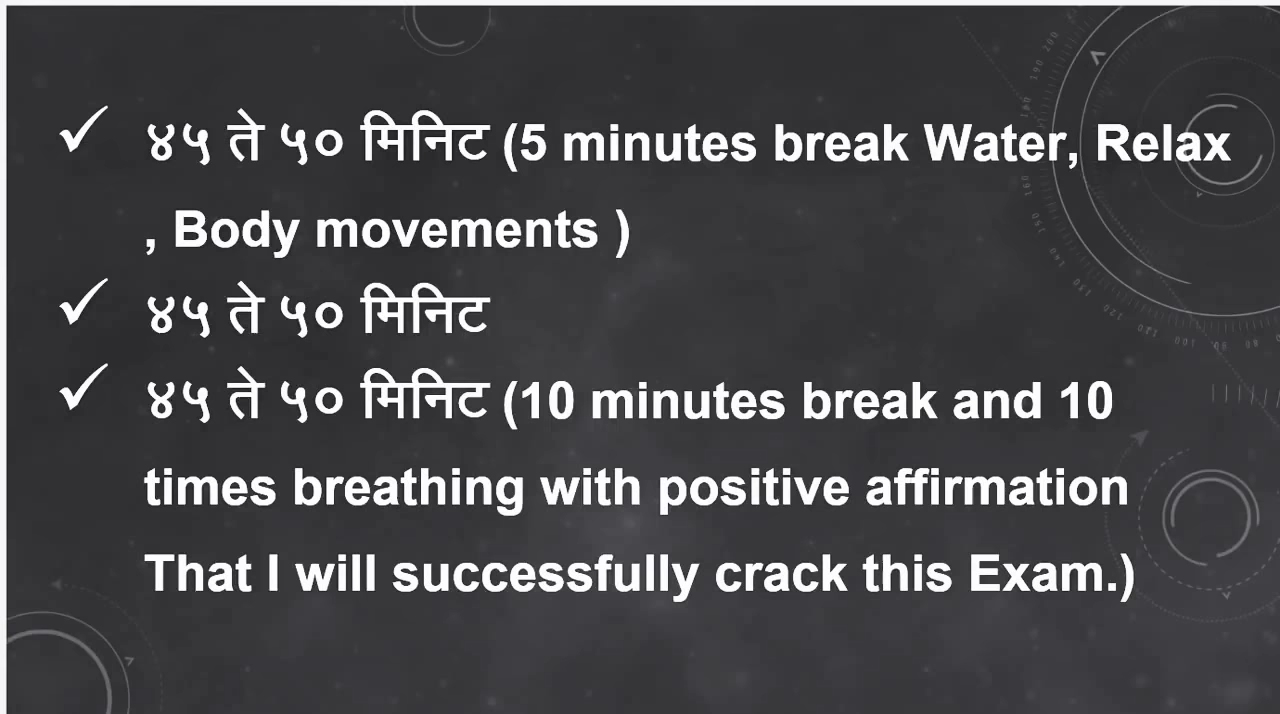 ✓ ४५ ते ५० मिनिट (5 minutes break Water, Relax
, Body movements )
✓ ४५ ते ५० मिनिट
✓ ४५ ते ५० मिनिट (10 minutes break and 10
times breathing with positive affirmation
That I will successfully crack this Exam.)